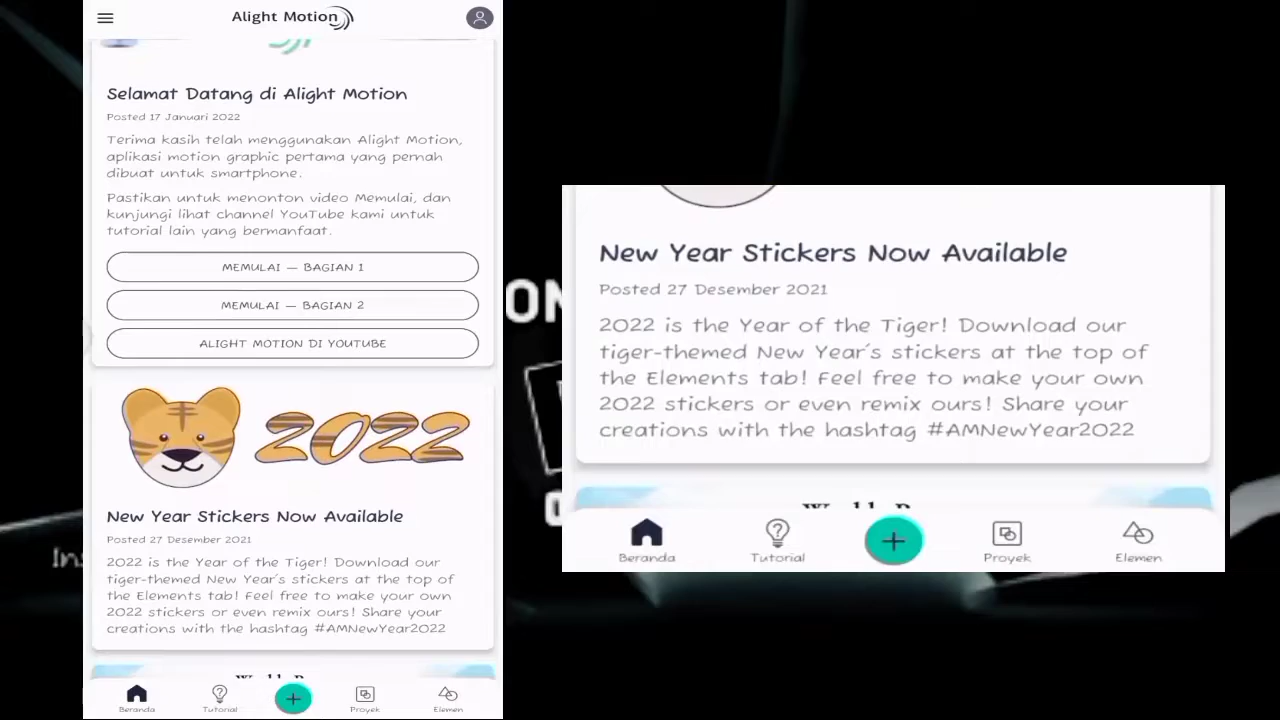 Alight Motion
Selamat Datang di Alight Motion
Posted 17 Januari 2022
Terima kasih telah menggunakan Alight Motion,
aplikasi motion graphic pertama yang pernah
dibuat untuk smartphone.
Pastikan untuk menonton video Memulai, dan
kunjungi lihat channel YouTube kami untuk
tutorial lain yang bermanfaat.
MEMULAI — BAGIAN 1
MEMULAI — BAGIAN 2
ALIGHT MOTION DI YOUTUBE
2022
New Year Stickers Now Available
Posted 27 Desember 2021
2022 is the Year of the Tiger! Download our
tiger-themed New Year's stickers at the top of
the Elements tab! Feel free to make your own
2022 stickers or even remix ours! Share your
creations with the hashtag #AMNewYear2022
Beranda
Tutorial
Proyek
Elemen
New Year Stickers Now Available
Posted 27 Desember 2021
2022 is the Year of the Tiger! Download our
tiger-themed New Year's stickers at the top of
the Elements tab! Feel free to make your own
2022 stickers or even remix ours! Share your
creations with the hashtag #AMNewYear2022
Beranda
Tutorial
Proyek
Elemen